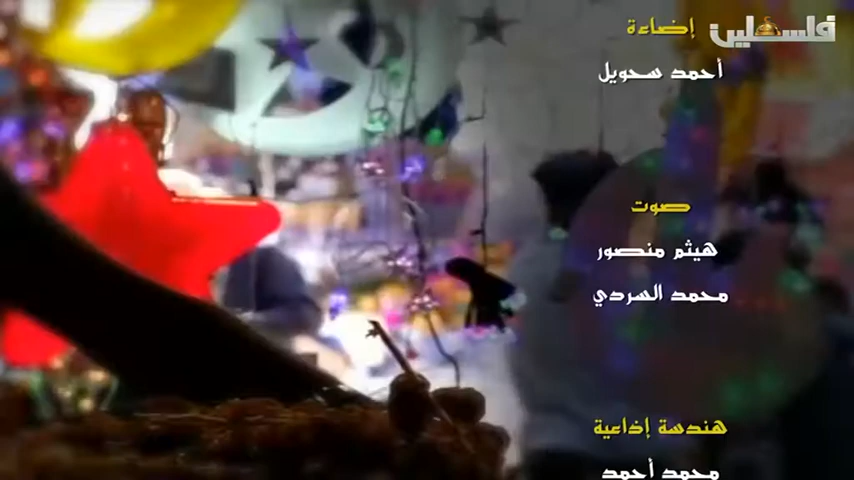 فلسطين
إضاءة
أحمد سحويل
صوت
هيثم منصور
محمد السردي
هندسة إذاعية
محمد أحمد